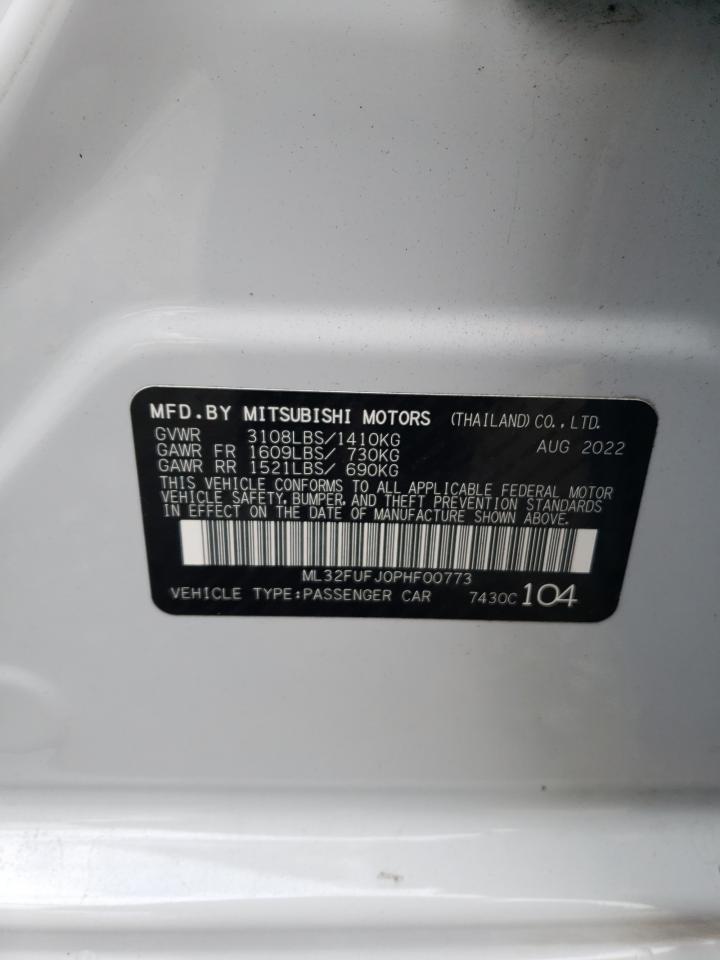 MFD.BY MITSUBISHI MOTORS (THAILAND) CO., LTD.
GVWR 3108LBS/1410KG AUG 2022
GAWR FR 1609LBS/ 730KG
GAWR RR 1521LBS/ 690KG
THIS VEHICLE CONFORMS TO ALL APPLICABLE FEDERAL MOTOR
VEHICLE SAFETY, BUMPER, AND THEFT PREVENTION STANDARDS
IN EFFECT ON THE DATE OF MANUFACTURE SHOWN ABOVE.
ML32FUFJ0PHF00773
VEHICLE TYPE:PASSENGER CAR 7430C 104